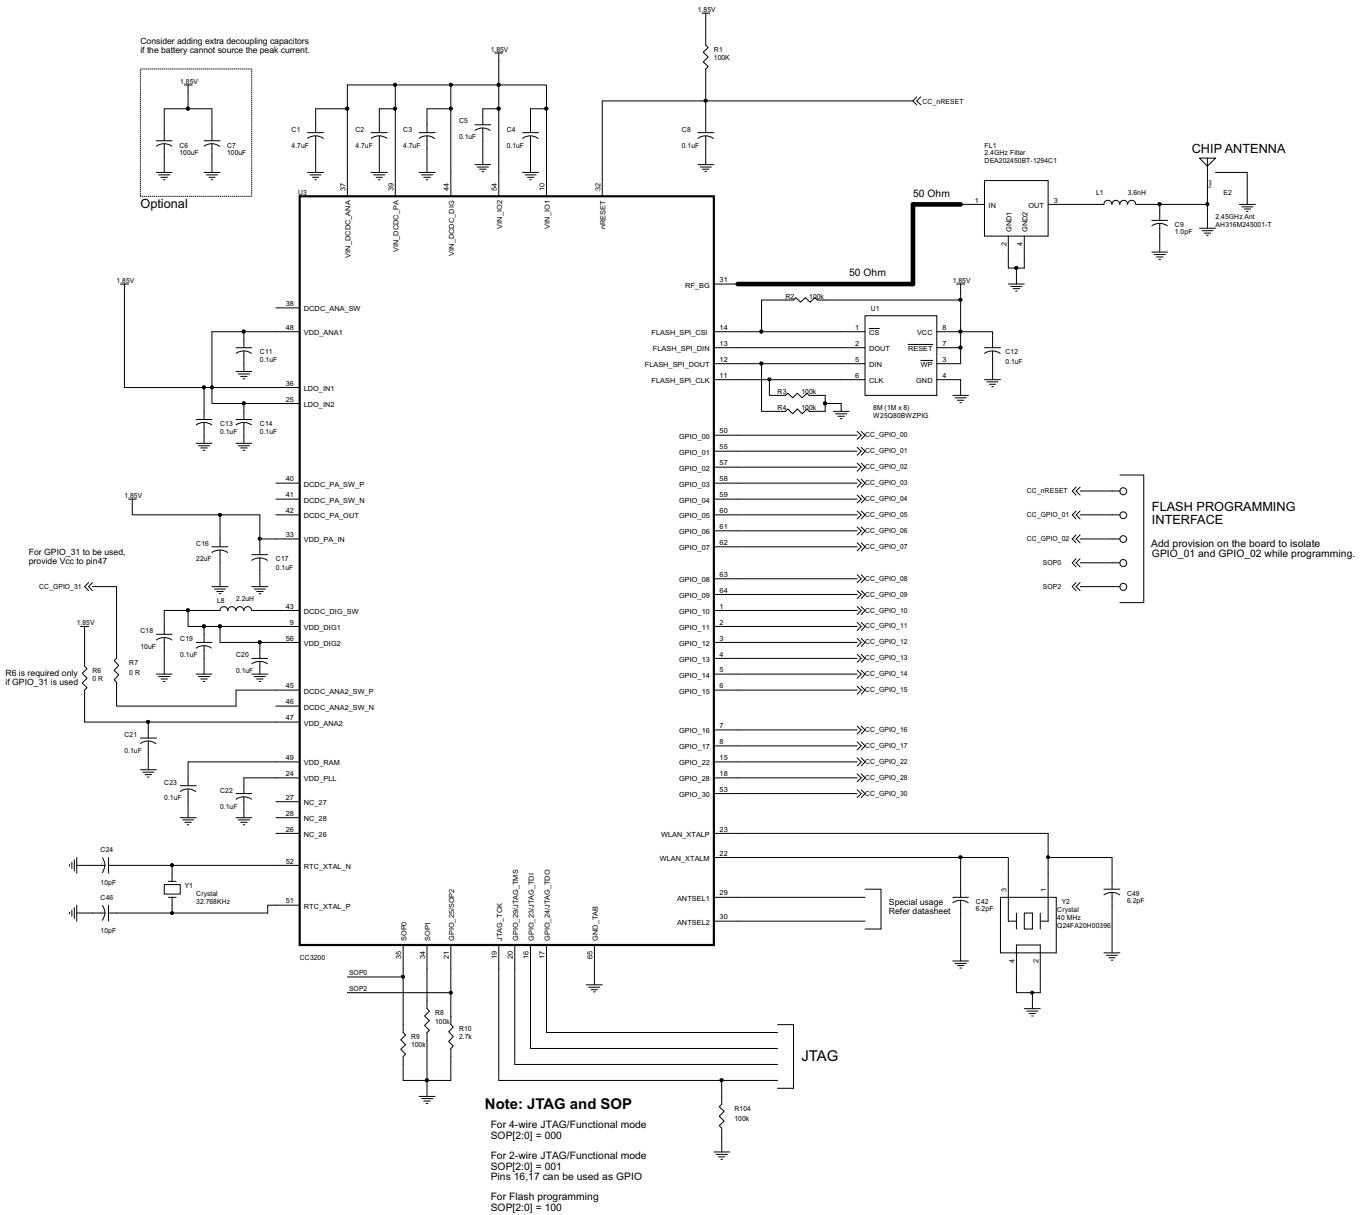 1.85V
R1
100K
Consider adding extra decoupling capacitors
if the battery cannot source the peak current.
1.85V
C6
100uF
C7
100uF
Optional
1.85V
C1
4.7uF
C2
4.7uF
C3
4.7uF
C5
0.1uF
C4
0.1uF
C8
0.1uF
CC_nRESET
FL1
2.4GHz Filter
DEA202450BT-1294C1
1 IN OUT 3
GND1 2
GND2 4
L1 3.6nH
C9
1.0pF
CHIP ANTENNA
Feed
E2
2.45GHz Ant
AH316M245001-T
50 Ohm
50 Ohm
U3
37 VIN_DCDC_ANA
39 VIN_DCDC_PA
44 VIN_DCDC_DIG
54 VIN_IO2
10 VIN_IO1
32 nRESET
1.85V
38 DCDC_ANA_SW
48 VDD_ANA1
C11
0.1uF
36 LDO_IN1
25 LDO_IN2
C13
0.1uF
C14
0.1uF
40 DCDC_PA_SW_P
41 DCDC_PA_SW_N
42 DCDC_PA_OUT
33 VDD_PA_IN
1.85V
C16
22uF
C17
0.1uF
For GPIO_31 to be used,
provide Vcc to pin47
CC_GPIO_31
L8 2.2uH
43 DCDC_DIG_SW
9 VDD_DIG1
56 VDD_DIG2
C18
10uF
C19
0.1uF
C20
0.1uF
1.85V
R6
0 R
R7
0 R
R6 is required only
if GPIO_31 is used
45 DCDC_ANA2_SW_P
46 DCDC_ANA2_SW_N
47 VDD_ANA2
C21
0.1uF
49 VDD_RAM
24 VDD_PLL
C23
0.1uF
C22
0.1uF
27 NC_27
28 NC_28
26 NC_26
C24
10pF
52 RTC_XTAL_N
Y1
Crystal
32.768KHz
C46
10pF
51 RTC_XTAL_P
CC3200
RF_BG 31
R2 100k
1.85V
U1
FLASH_SPI_CSI 14
FLASH_SPI_DIN 13
FLASH_SPI_DOUT 12
FLASH_SPI_CLK 11
1 CS VCC 8
2 DOUT RESET 7
5 DIN WP 3
6 CLK GND 4
C12
0.1uF
R3 100k
R4 100k
8M (1M x 8)
W25Q80BWZPIG
GPIO_00 50 CC_GPIO_00
GPIO_01 55 CC_GPIO_01
GPIO_02 57 CC_GPIO_02
GPIO_03 58 CC_GPIO_03
GPIO_04 59 CC_GPIO_04
GPIO_05 60 CC_GPIO_05
GPIO_06 61 CC_GPIO_06
GPIO_07 62 CC_GPIO_07
GPIO_08 63 CC_GPIO_08
GPIO_09 64 CC_GPIO_09
GPIO_10 1 CC_GPIO_10
GPIO_11 2 CC_GPIO_11
GPIO_12 3 CC_GPIO_12
GPIO_13 4 CC_GPIO_13
GPIO_14 5 CC_GPIO_14
GPIO_15 6 CC_GPIO_15
GPIO_16 7 CC_GPIO_16
GPIO_17 8 CC_GPIO_17
GPIO_22 15 CC_GPIO_22
GPIO_28 18 CC_GPIO_28
GPIO_30 53 CC_GPIO_30
WLAN_XTALP 23
WLAN_XTALM 22
ANTSEL1 29
ANTSEL2 30
Special usage
Refer datasheet
C42
6.2pF
3 1
4 2
Y2
Crystal
40 MHz
Q24FA20H00396
C49
6.2pF
CC_nRESET
CC_GPIO_01
CC_GPIO_02
SOP0
SOP2
FLASH PROGRAMMING
INTERFACE
Add provision on the board to isolate
GPIO_01 and GPIO_02 while programming.
SOP0 35
SOP1 34
GPIO_25/SOP2 21
JTAG_TCK 19
GPIO_29/JTAG_TMS 20
GPIO_23/JTAG_TDI 16
GPIO_24/JTAG_TDO 17
GND_TAB 65
SOP0
SOP2
R9
100k
R8
100k
R10
2.7k
JTAG
R104
100k
Note: JTAG and SOP
For 4-wire JTAG/Functional mode
SOP[2:0] = 000
For 2-wire JTAG/Functional mode
SOP[2:0] = 001
Pins 16,17 can be used as GPIO
For Flash programming
SOP[2:0] = 100